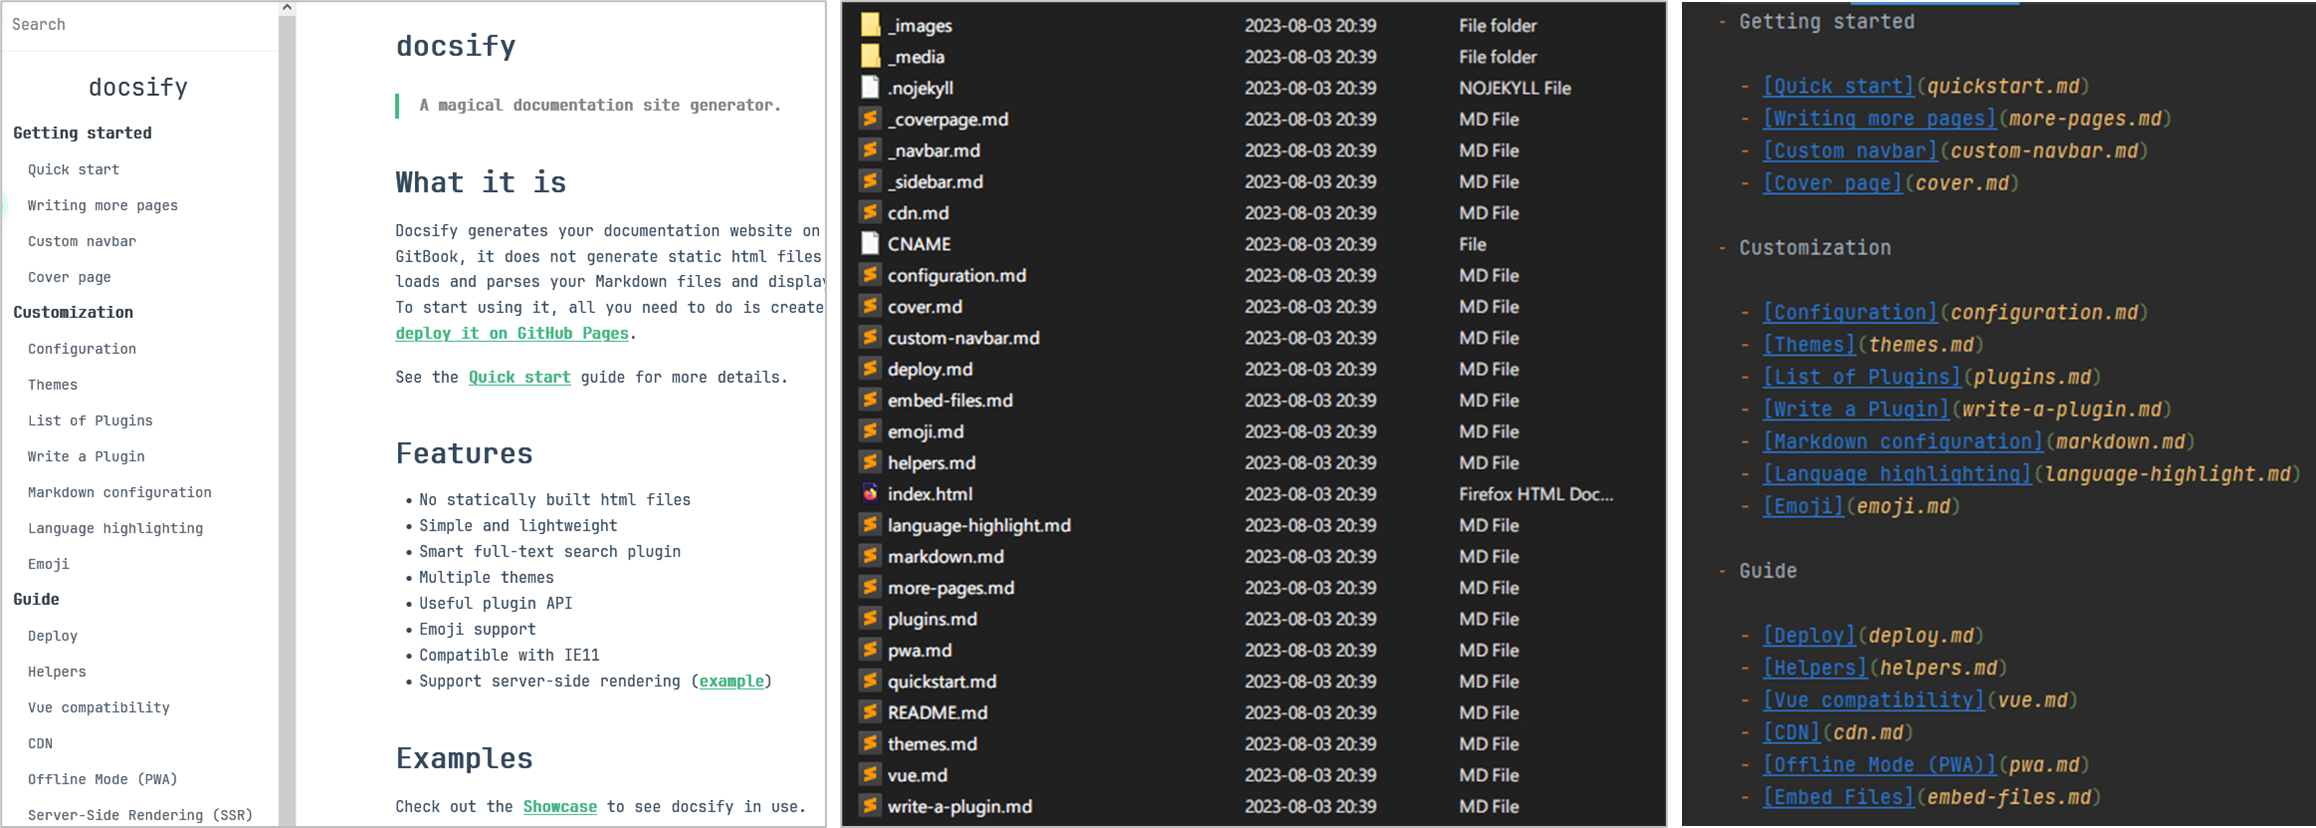 Search
docsify
Getting started
Quick start
Writing more pages
Custom navbar
Cover page
Customization
Configuration
Themes
List of Plugins
Write a Plugin
Markdown configuration
Language highlighting
Emoji
Guide
Deploy
Helpers
Vue compatibility
CDN
Offline Mode (PWA)
Server-Side Rendering (SSR)
docsify
A magical documentation site generator.
What it is
Docsify generates your documentation website on
GitBook, it does not generate static html files
loads and parses your Markdown files and display
To start using it, all you need to do is create
deploy it on GitHub Pages.
See the Quick start guide for more details.
Features
• No statically built html files
• Simple and lightweight
• Smart full-text search plugin
• Multiple themes
• Useful plugin API
• Emoji support
• Compatible with IE11
• Support server-side rendering (example)
Examples
Check out the Showcase to see docsify in use.
_images 2023-08-03 20:39 File folder
_media 2023-08-03 20:39 File folder
.nojekyll 2023-08-03 20:39 NOJEKYLL File
_coverpage.md 2023-08-03 20:39 MD File
_navbar.md 2023-08-03 20:39 MD File
_sidebar.md 2023-08-03 20:39 MD File
cdn.md 2023-08-03 20:39 MD File
CNAME 2023-08-03 20:39 File
configuration.md 2023-08-03 20:39 MD File
cover.md 2023-08-03 20:39 MD File
custom-navbar.md 2023-08-03 20:39 MD File
deploy.md 2023-08-03 20:39 MD File
embed-files.md 2023-08-03 20:39 MD File
emoji.md 2023-08-03 20:39 MD File
helpers.md 2023-08-03 20:39 MD File
index.html 2023-08-03 20:39 Firefox HTML Doc...
language-highlight.md 2023-08-03 20:39 MD File
markdown.md 2023-08-03 20:39 MD File
more-pages.md 2023-08-03 20:39 MD File
plugins.md 2023-08-03 20:39 MD File
pwa.md 2023-08-03 20:39 MD File
quickstart.md 2023-08-03 20:39 MD File
README.md 2023-08-03 20:39 MD File
themes.md 2023-08-03 20:39 MD File
vue.md 2023-08-03 20:39 MD File
write-a-plugin.md 2023-08-03 20:39 MD File
- Getting started
- [Quick start](quickstart.md)
- [Writing more pages](more-pages.md)
- [Custom navbar](custom-navbar.md)
- [Cover page](cover.md)
- Customization
- [Configuration](configuration.md)
- [Themes](themes.md)
- [List of Plugins](plugins.md)
- [Write a Plugin](write-a-plugin.md)
- [Markdown configuration](markdown.md)
- [Language highlighting](language-highlight.md)
- [Emoji](emoji.md)
- Guide
- [Deploy](deploy.md)
- [Helpers](helpers.md)
- [Vue compatibility](vue.md)
- [CDN](cdn.md)
- [Offline Mode (PWA)](pwa.md)
- [Embed Files](embed-files.md)